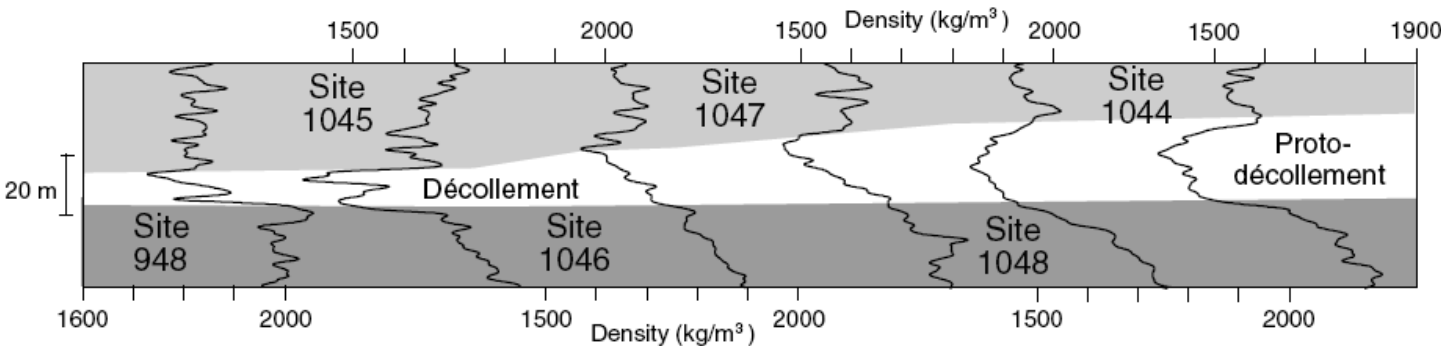 Density (kg/m³)
1500 2000 1500 2000 1500 1900
Site
1045
Site
1047
Site
1044
Proto-
décollement
20 m
Décollement
Site
948
Site
1046
Site
1048
1600 2000 1500 2000 1500 2000
Density (kg/m³)